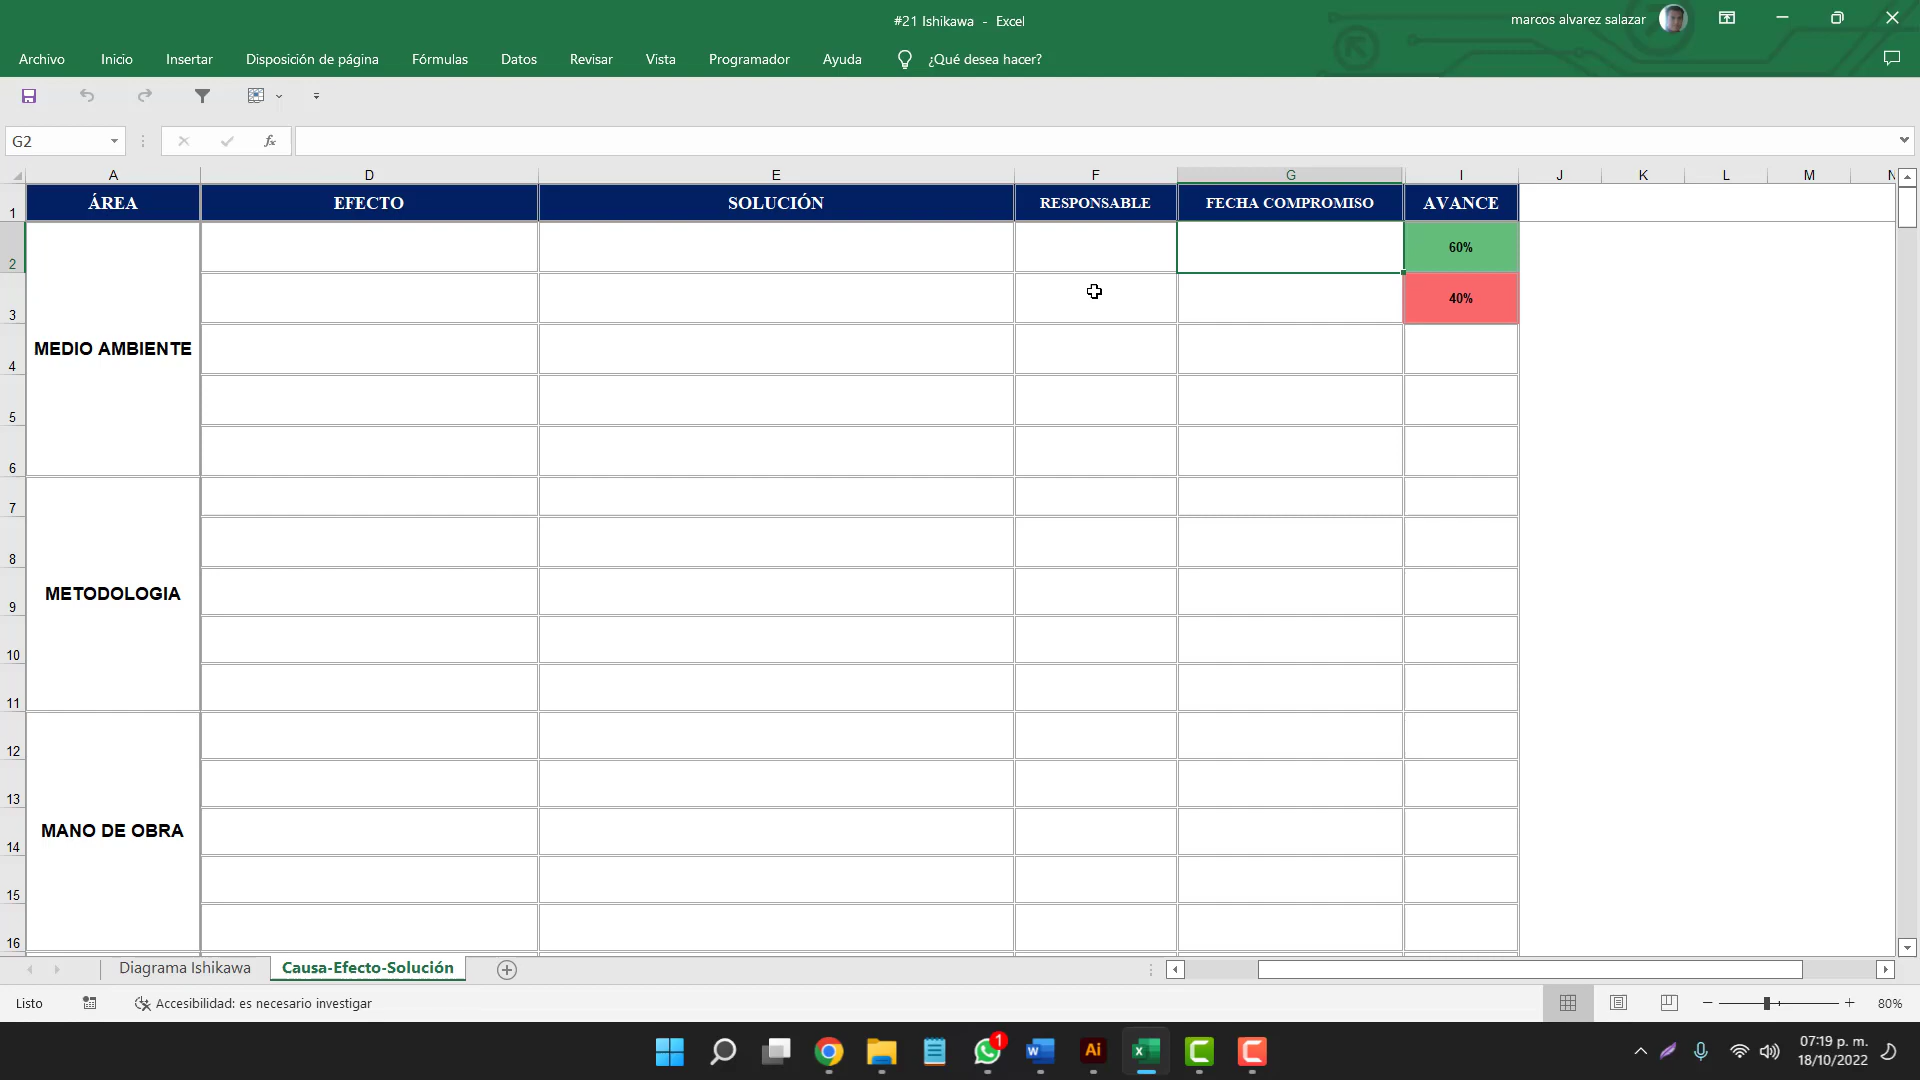 #21 Ishikawa - Excel
marcos alvarez salazar
Archivo Inicio Insertar Disposición de página Fórmulas Datos Revisar Vista Programador Ayuda ¿Qué desea hacer?
G2
fx
A D E F G I J K L M N
1 ÁREA EFECTO SOLUCIÓN RESPONSABLE FECHA COMPROMISO AVANCE
2 60%
3 40%
MEDIO AMBIENTE
4
5
6
7
8
METODOLOGIA
9
10
11
12
13
MANO DE OBRA
14
15
16
Diagrama Ishikawa Causa-Efecto-Solución
Listo Accesibilidad: es necesario investigar 80%
1
W Ai X C C
07:19 p. m.
18/10/2022